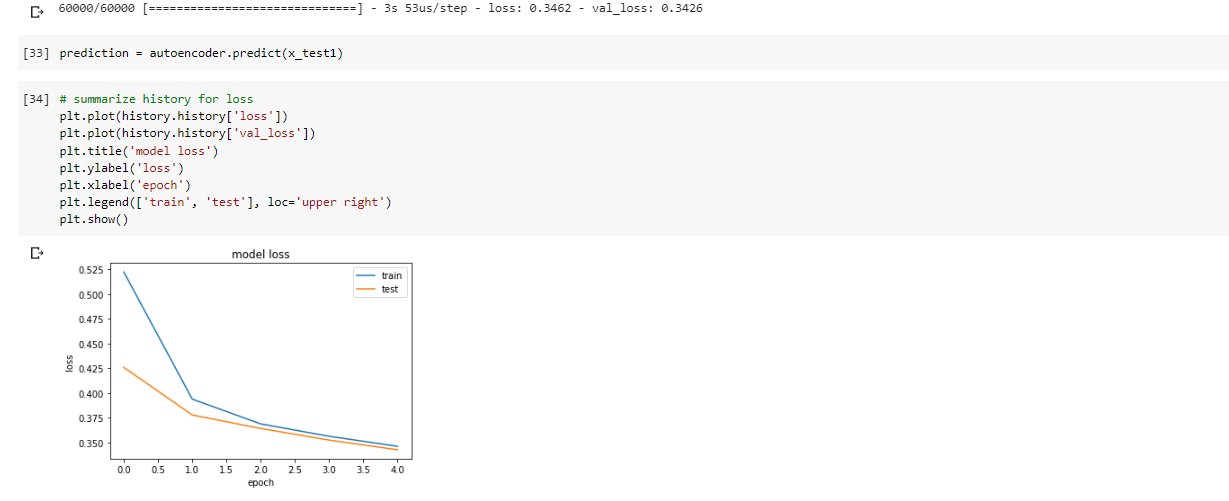 60000/60000 [==============================] - 3s 53us/step - loss: 0.3462 - val_loss: 0.3426
[33] prediction = autoencoder.predict(x_test1)
[34] # summarize history for loss
plt.plot(history.history['loss'])
plt.plot(history.history['val_loss'])
plt.title('model loss')
plt.ylabel('loss')
plt.xlabel('epoch')
plt.legend(['train', 'test'], loc='upper right')
plt.show()
model loss
train
test
0.525
0.500
0.475
0.450
0.425
0.400
0.375
0.350
loss
0.0 0.5 1.0 1.5 2.0 2.5 3.0 3.5 4.0
epoch